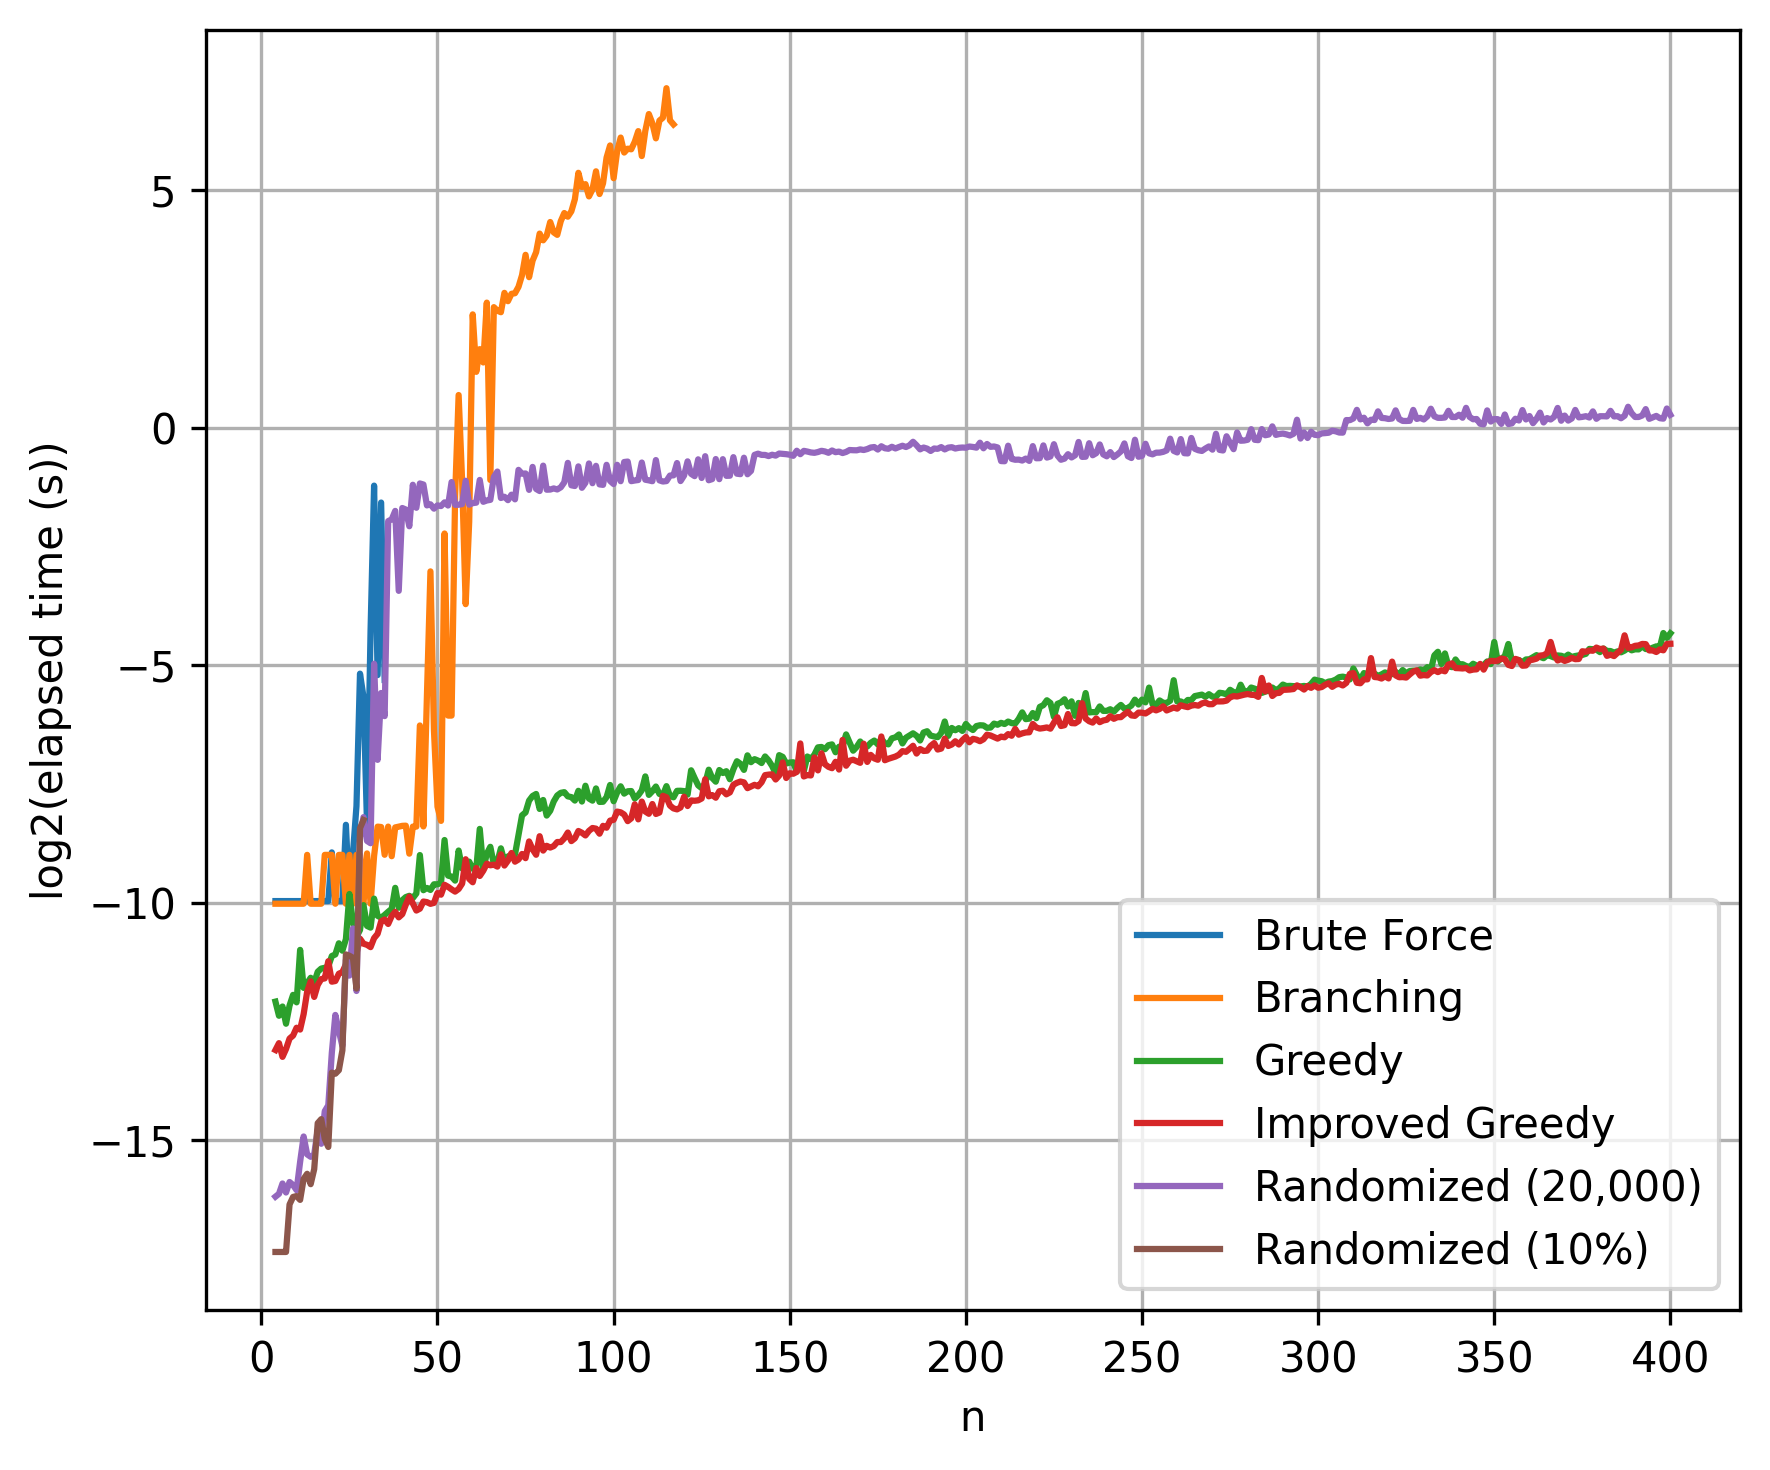 log2(elapsed time (s))
5
0
−5
−10
−15
0 50 100 150 200 250 300 350 400
n
Brute Force
Branching
Greedy
Improved Greedy
Randomized (20,000)
Randomized (10%)